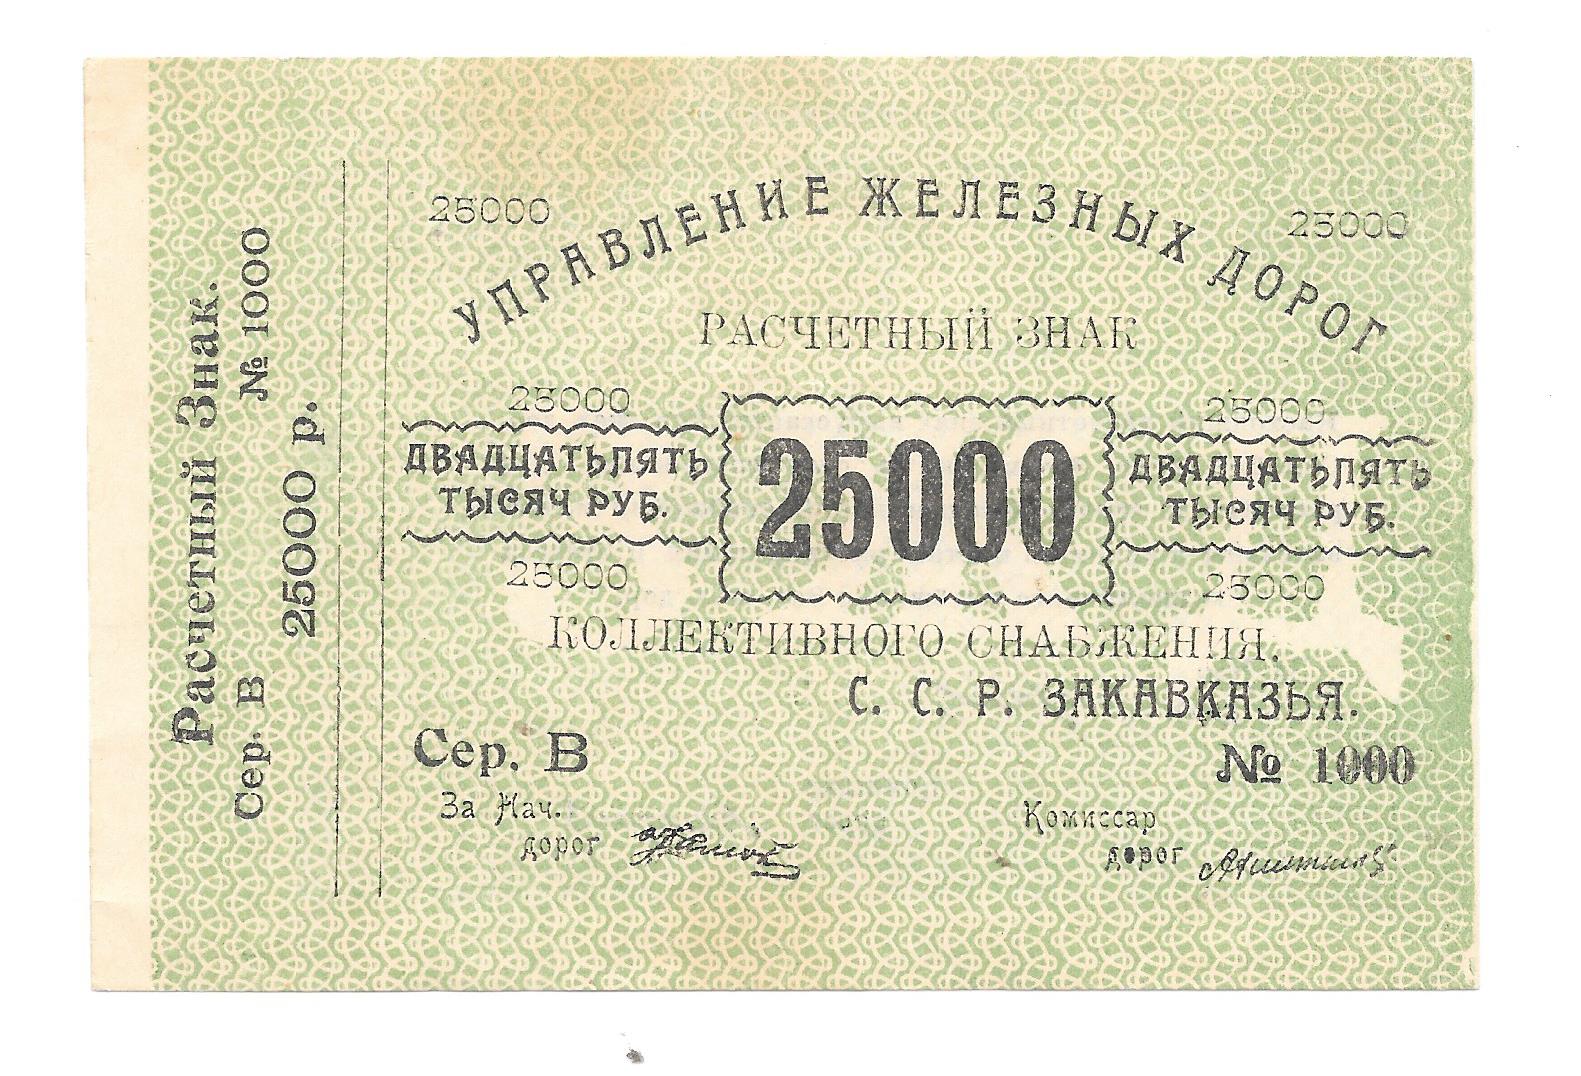 Расчетный Знак.
Сер. В № 1000
25000 р.
25000 25000
УПРАВЛЕНИЕ ЖЕЛЕЗНЫХ ДОРОГ
РАСЧЕТНЫЙ ЗНАК
25000 25000
ДВАДЦАТЬПЯТЬ 25000 ДВАДЦАТЬПЯТЬ
ТЫСЯЧ РУБ. ТЫСЯЧ РУБ.
25000 25000
КОЛЛЕКТИВНОГО СНАБЖЕНИЯ.
С. С. Р. ЗАКАВКАЗЬЯ.
Сер. В № 1000
За Нач. Комиссар
дорог дорог